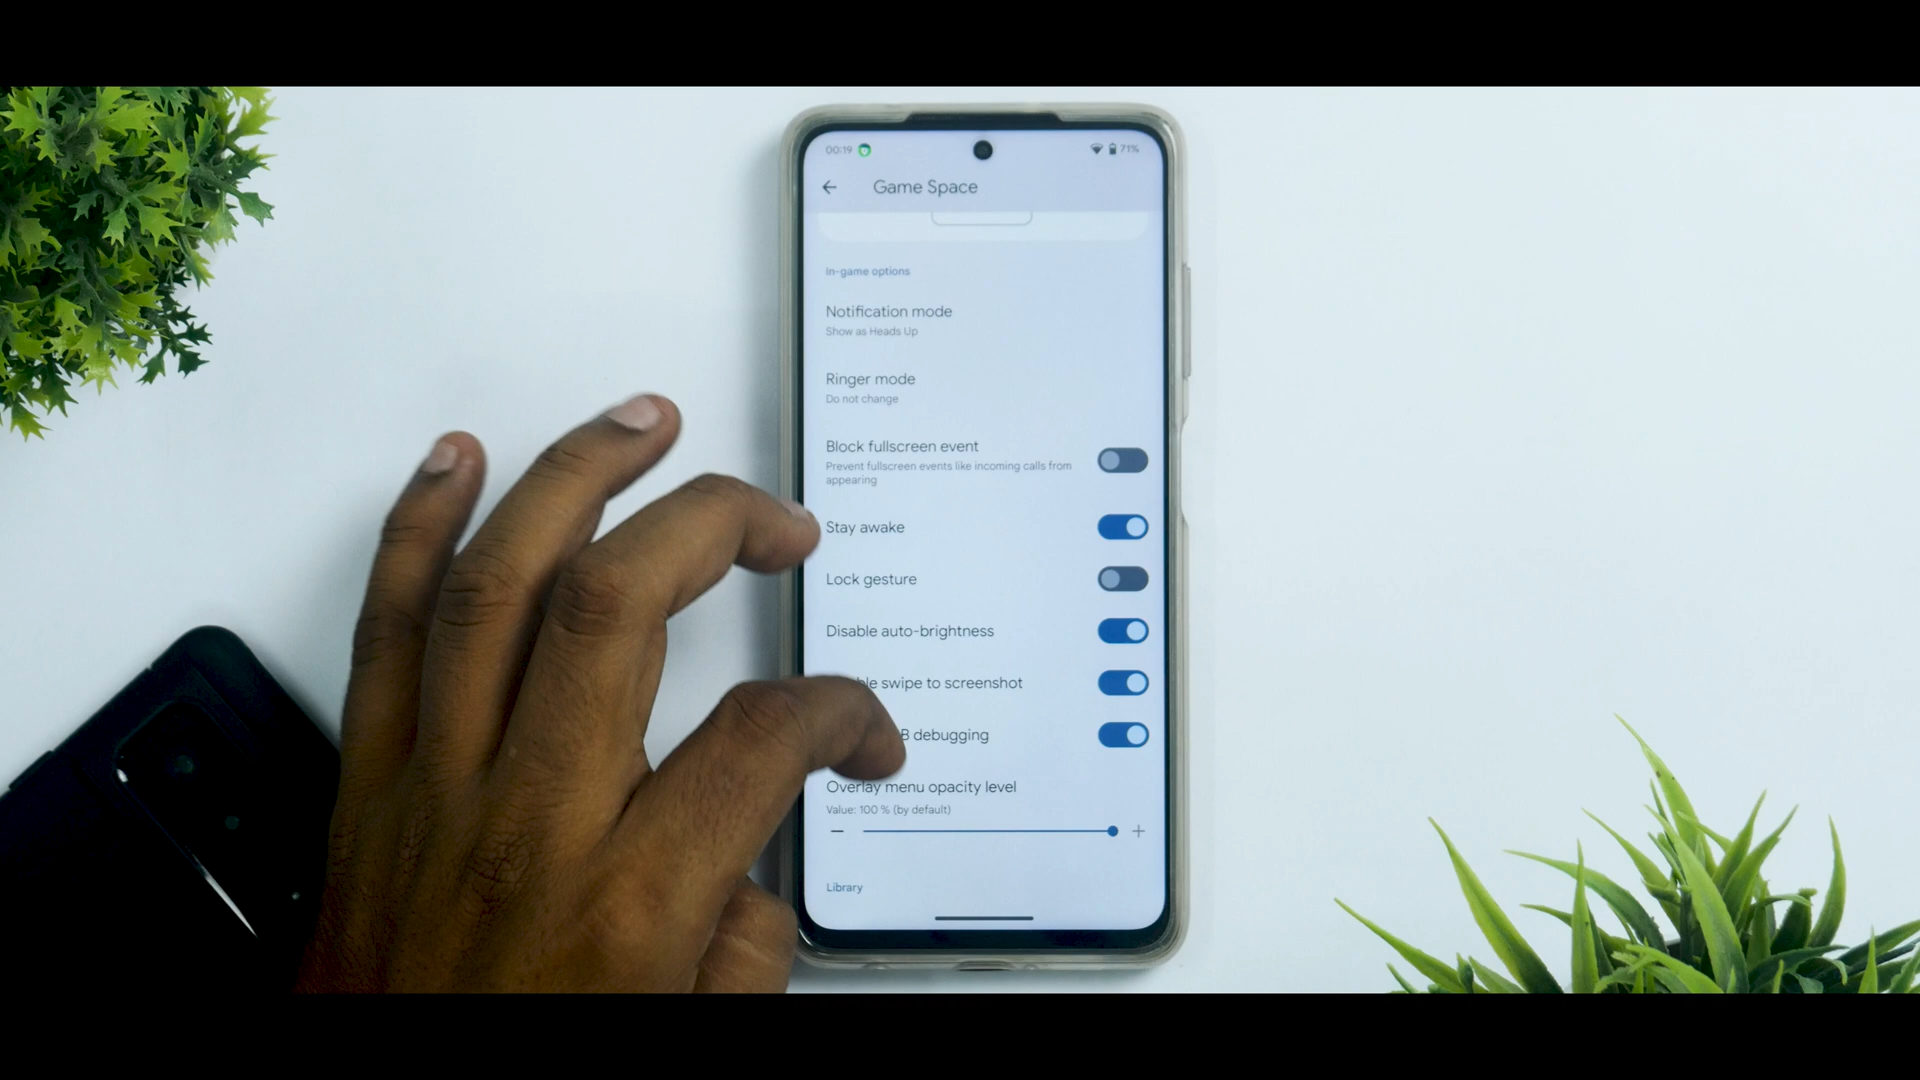 00:19 71%
Game Space
In-game options
Notification mode
Show as Heads Up
Ringer mode
Do not change
Block fullscreen event
Prevent fullscreen events like incoming calls from
appearing
Stay awake
Lock gesture
Disable auto-brightness
swipe to screenshot
debugging
Overlay menu opacity level
Value: 100 % (by default)
Library